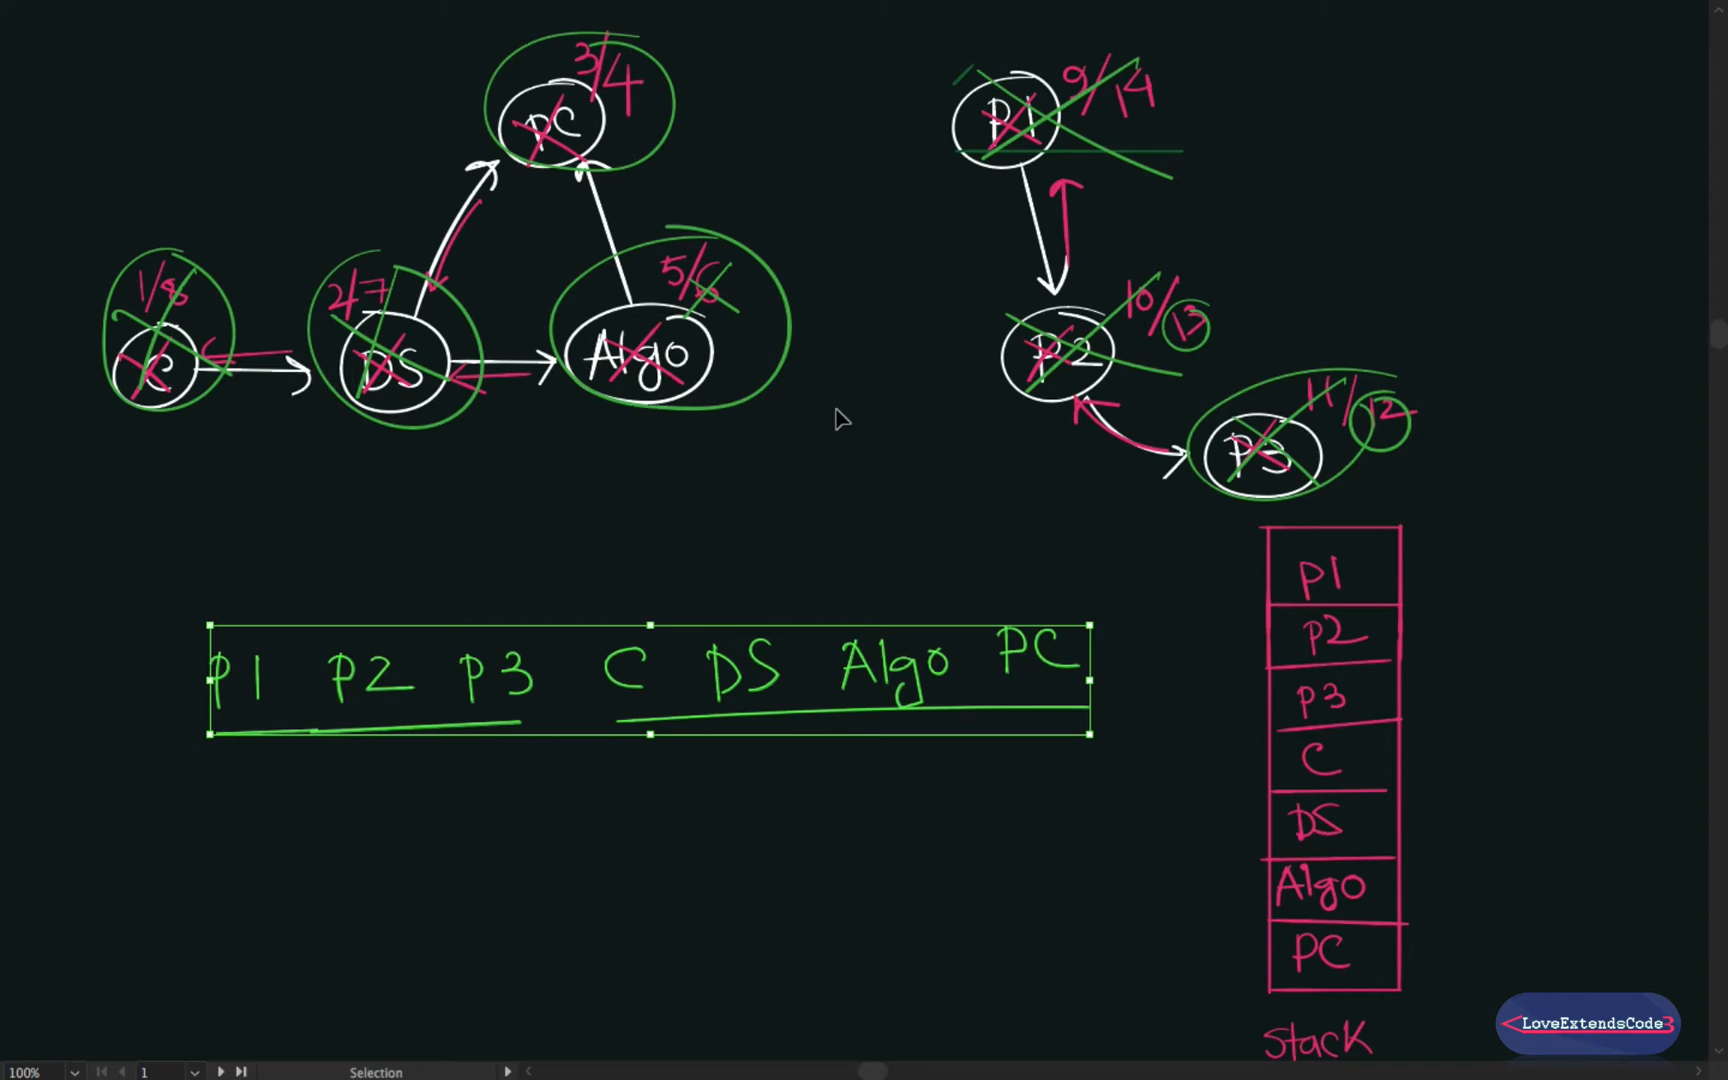 3/4
PC
P1
9/14
1/8
C
2/7
DS
5/6
Algo
P2
10/13
P3
11/12
P1 P2 P3 C DS Algo PC
P1
P2
P3
C
DS
Algo
PC
Stack
<LoveExtendsCode3
100%
1
Selection